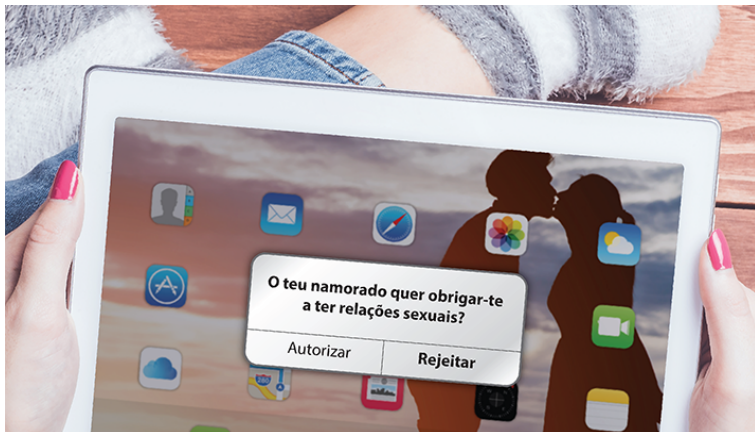 O teu namorado quer obrigar-te
a ter relações sexuais?
Autorizar
Rejeitar